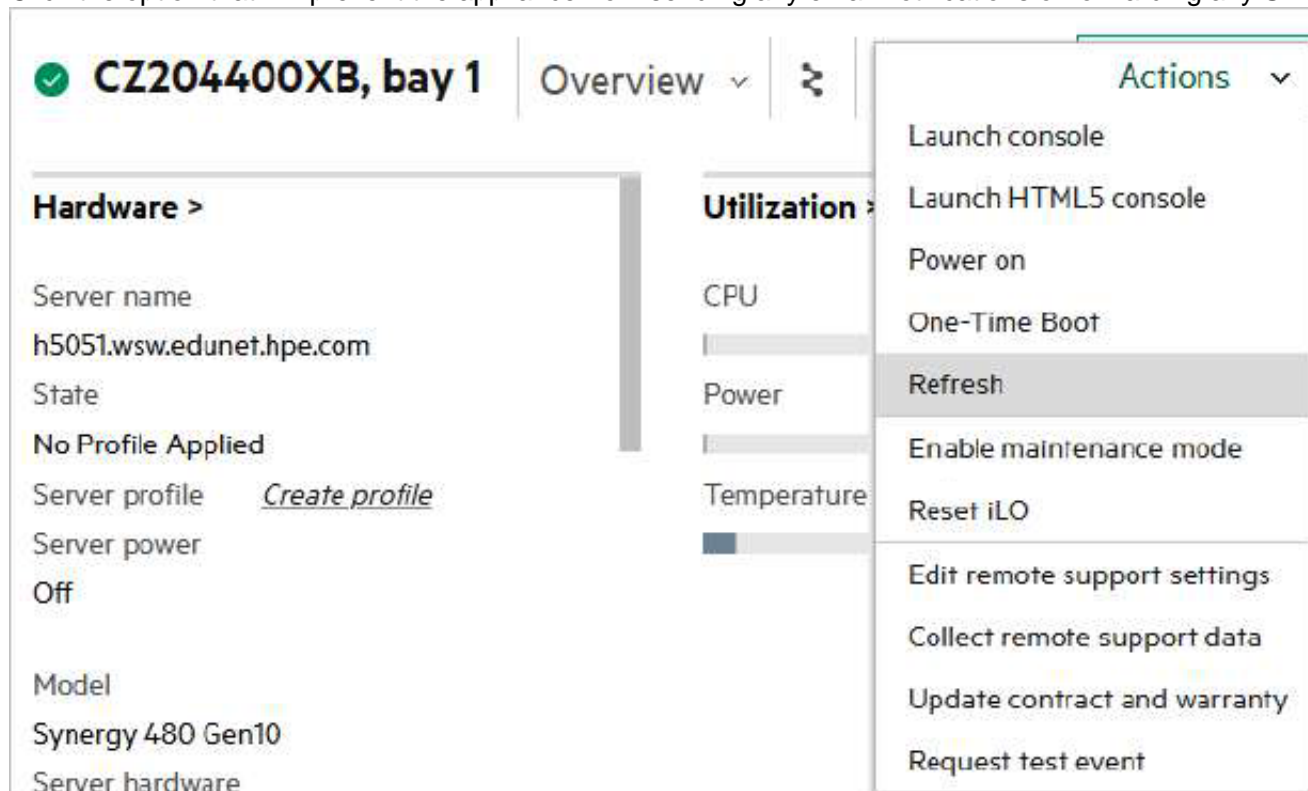 CZ204400XB, bay 1
Overview
Actions
Launch console
Launch HTML5 console
Power on
One-Time Boot
Refresh
Enable maintenance mode
Reset iLO
Edit remote support settings
Collect remote support data
Update contract and warranty
Request test event
Hardware >
Server name
h5051.wsw.edunet.hpe.com
State
No Profile Applied
Server profile Create profile
Server power
Off
Model
Synergy 480 Gen10
Server hardware
Utilization >
CPU
Power
Temperature